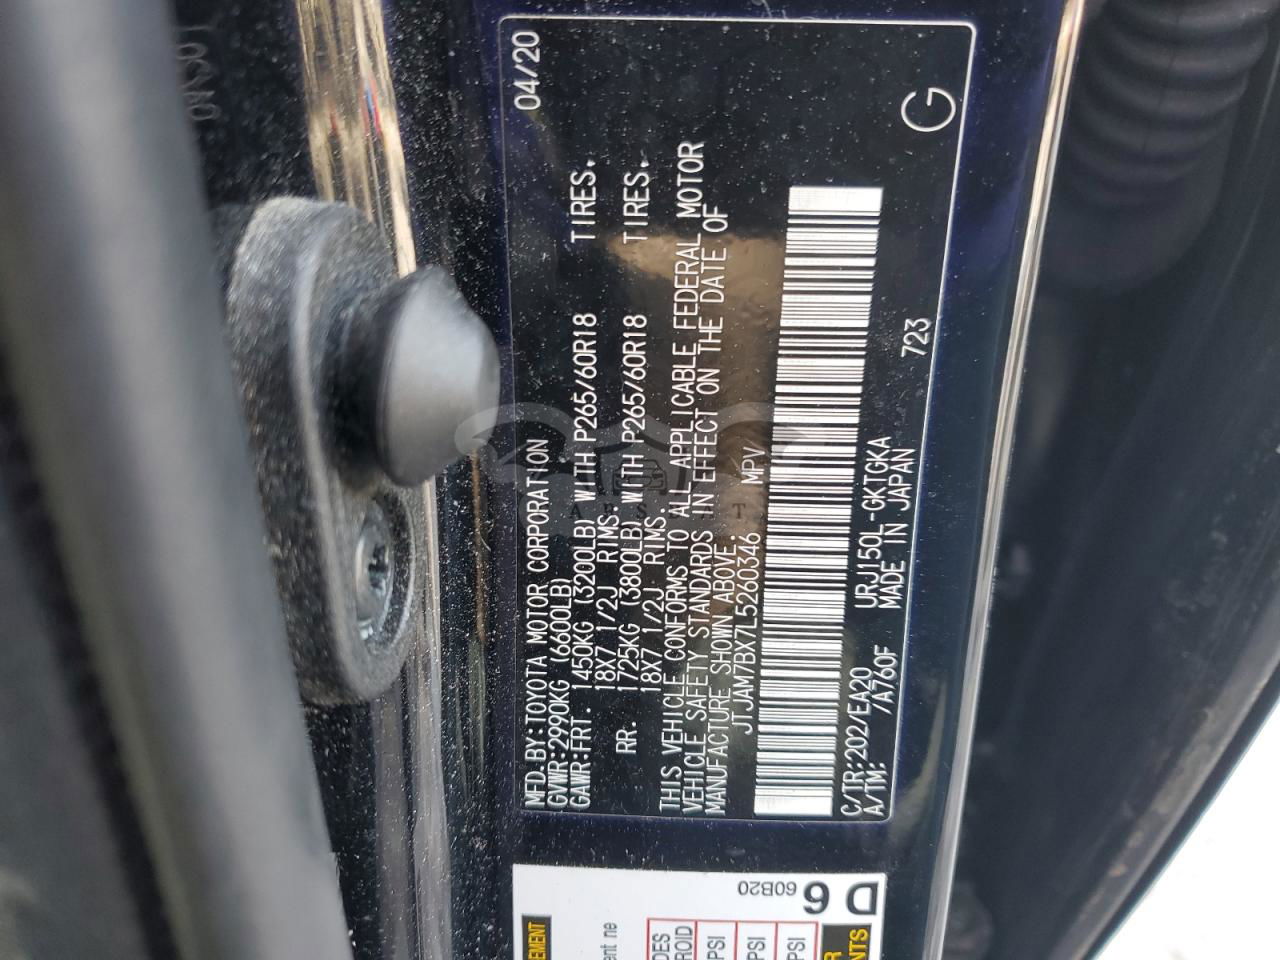 MFD.BY:TOYOTA MOTOR CORPORATION 04/20
GVWR:2990KG (6600LB)
GAWR:FRT. 1450KG (3200LB) WITH P265/60R18 TIRES.
18X7 1/2J RIMS.
RR. 1725KG (3800LB) WITH P265/60R18 TIRES.
18X7 1/2J RIMS.
THIS VEHICLE CONFORMS TO ALL APPLICABLE FEDERAL MOTOR
VEHICLE SAFETY STANDARDS IN EFFECT ON THE DATE OF
MANUFACTURE SHOWN ABOVE.
JTJAM7BX7L5260346 MPV
C/TR:202/EA20 URJ150L-GKTGKA
A/TM: /A760F MADE IN JAPAN 723
G
D6
60B20
PSI
PSI
PSI